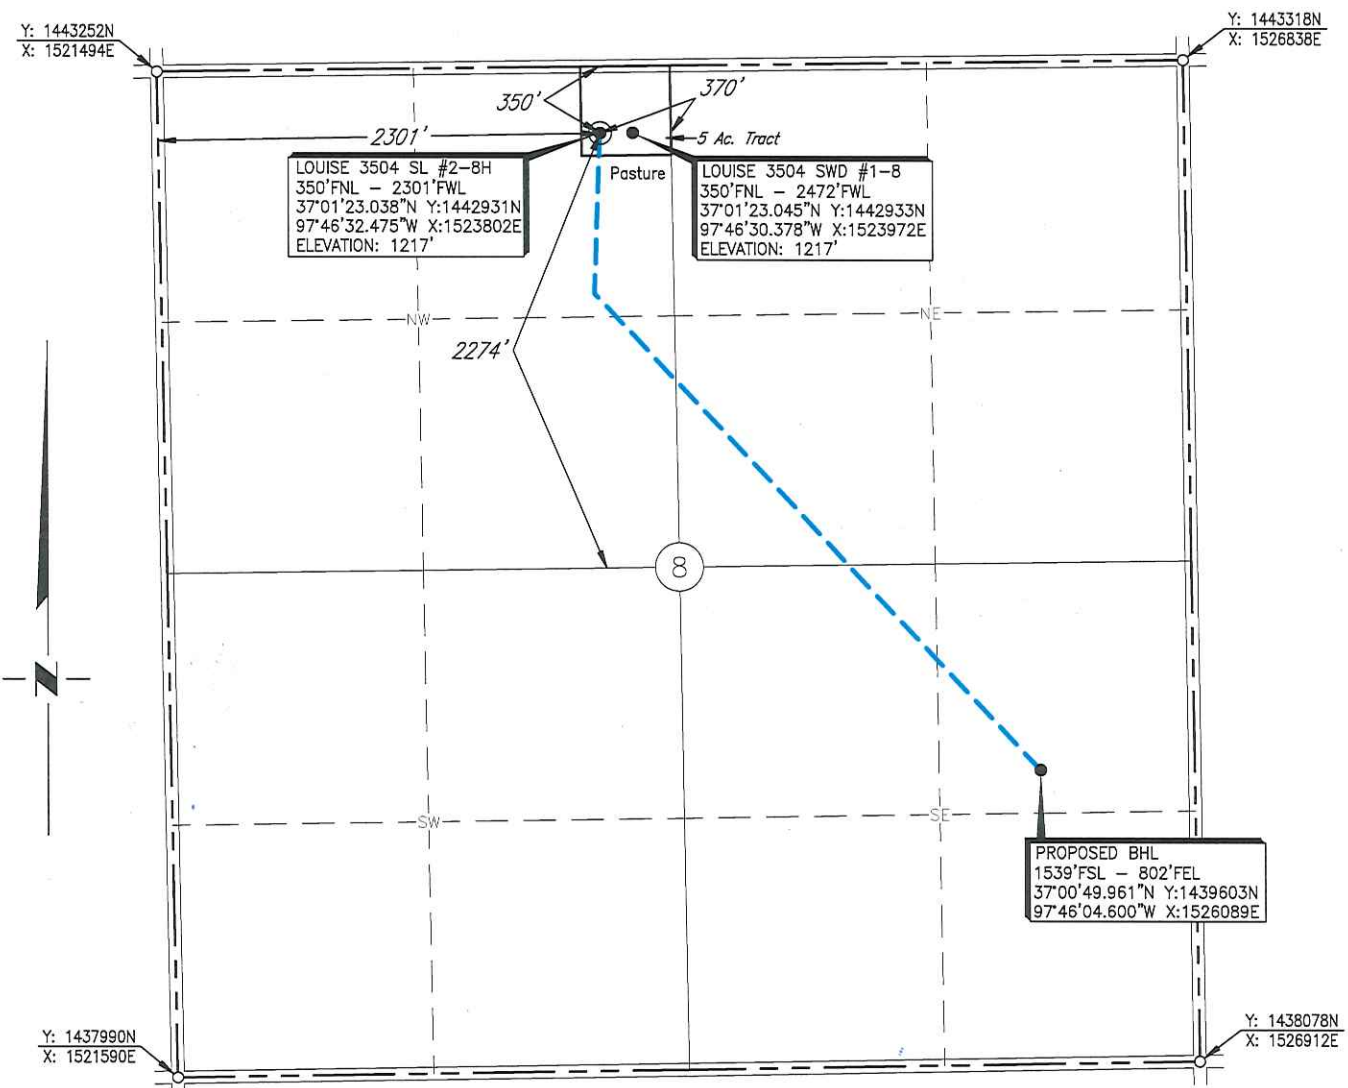 Y: 1443252N
X: 1521494E
Y: 1443318N
X: 1526838E
350'
370'
2301'
5 Ac. Tract
Pasture
LOUISE 3504 SL #2-8H
350'FNL - 2301'FWL
37°01'23.038"N Y:1442931N
97°46'32.475"W X:1523802E
ELEVATION: 1217'
LOUISE 3504 SWD #1-8
350'FNL - 2472'FWL
37°01'23.045"N Y:1442933N
97°46'30.378"W X:1523972E
ELEVATION: 1217'
NW
NE
2274'
8
N
SW
SE
PROPOSED BHL
1539'FSL - 802'FEL
37°00'49.961"N Y:1439603N
97°46'04.600"W X:1526089E
Y: 1437990N
X: 1521590E
Y: 1438078N
X: 1526912E